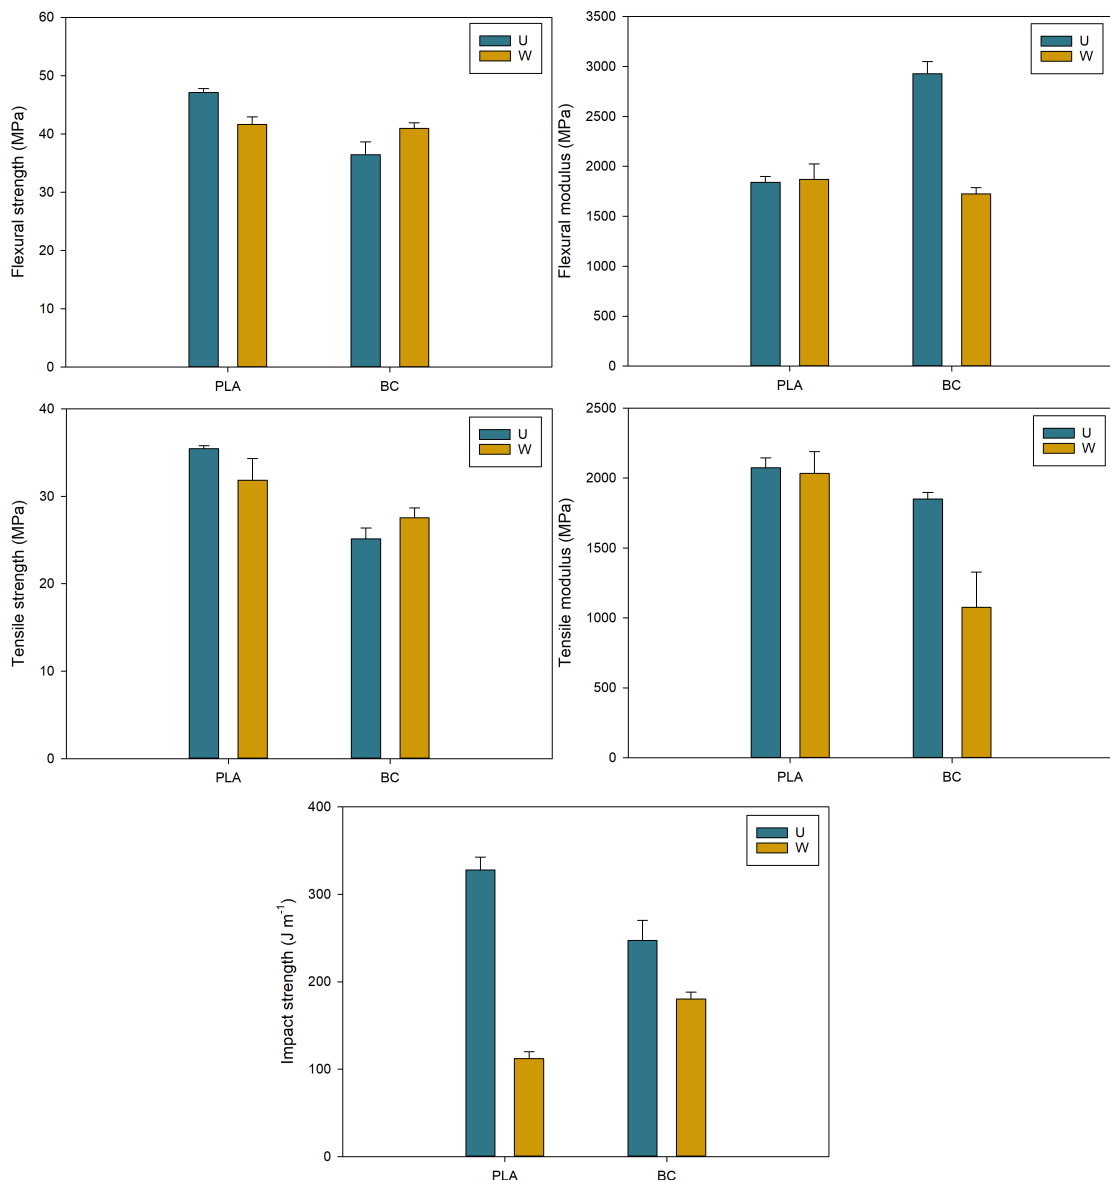 60
50
40
30
20
10
0
Flexural strength (MPa)
U
W
PLA BC
3500
3000
2500
2000
1500
1000
500
0
Flexural modulus (MPa)
U
W
PLA BC
40
30
20
10
0
Tensile strength (MPa)
U
W
PLA BC
2500
2000
1500
1000
500
0
Tensile modulus (MPa)
U
W
PLA BC
400
300
200
100
0
Impact strength (J m⁻¹)
U
W
PLA BC